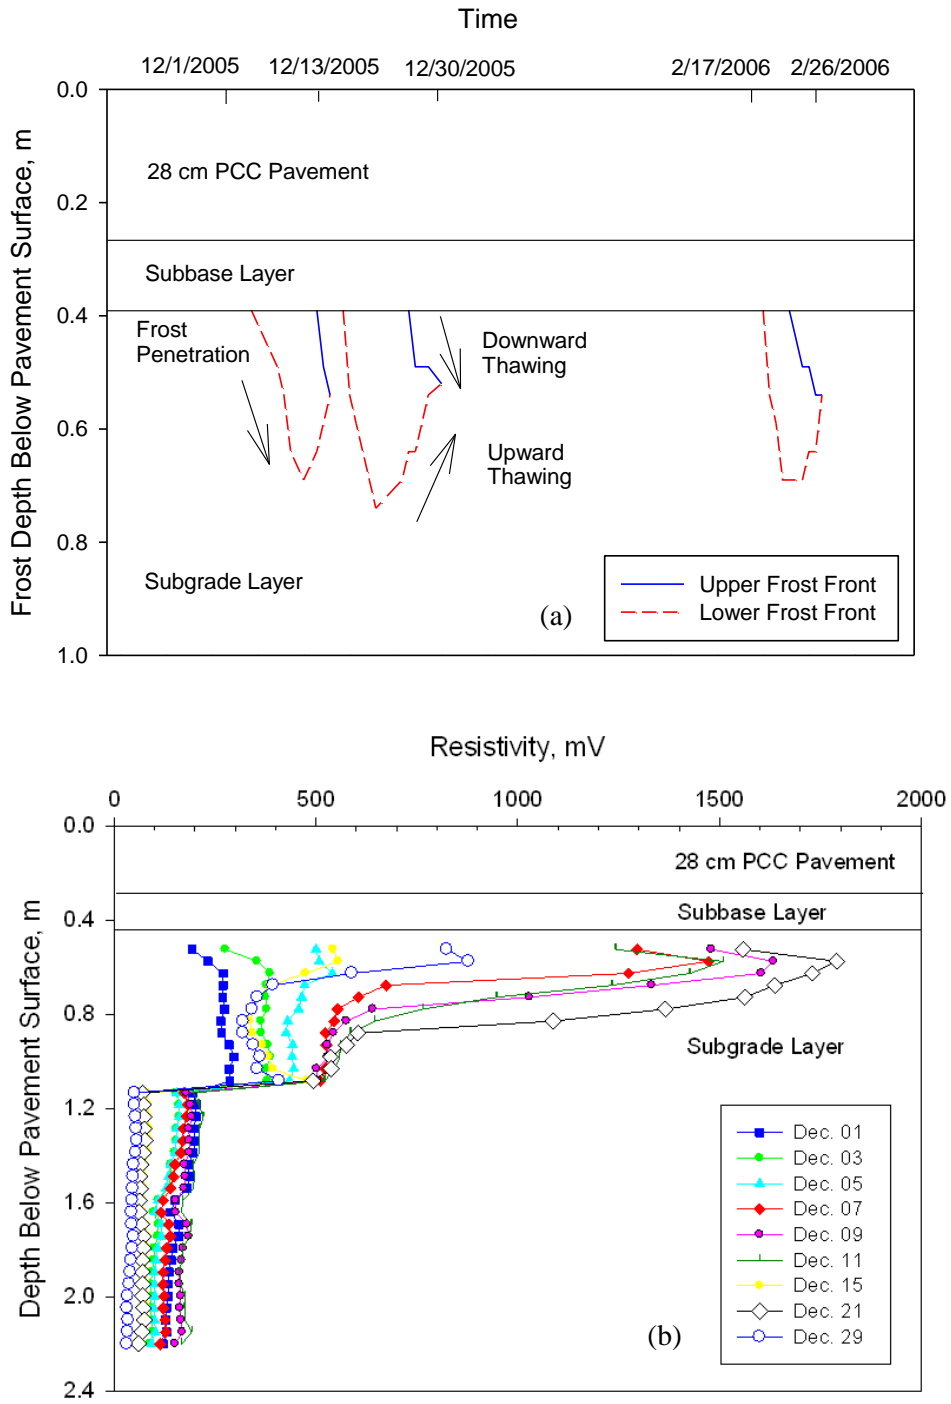 Time
12/1/2005 12/13/2005 12/30/2005 2/17/2006 2/26/2006
Frost Depth Below Pavement Surface, m
0.0
0.2
0.4
0.6
0.8
1.0
28 cm PCC Pavement
Subbase Layer
Frost
Penetration
Downward
Thawing
Upward
Thawing
Subgrade Layer
(a)
Upper Frost Front
Lower Frost Front
Resistivity, mV
0 500 1000 1500 2000
Depth Below Pavement Surface, m
0.0
0.4
0.8
1.2
1.6
2.0
2.4
28 cm PCC Pavement
Subbase Layer
Subgrade Layer
(b)
Dec. 01
Dec. 03
Dec. 05
Dec. 07
Dec. 09
Dec. 11
Dec. 15
Dec. 21
Dec. 29